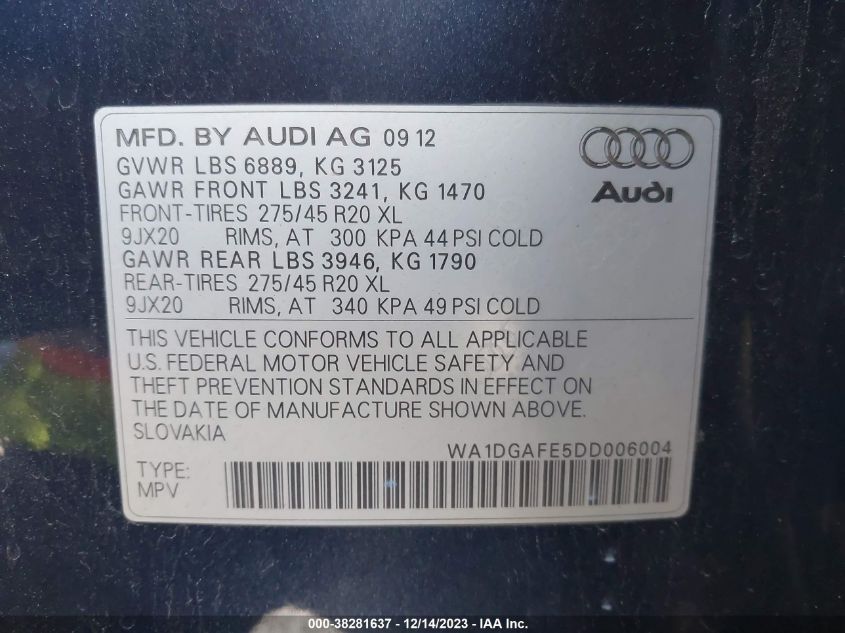 MFD. BY AUDI AG 09 12
GVWR LBS 6889, KG 3125
GAWR FRONT LBS 3241, KG 1470
FRONT-TIRES 275/45 R20 XL
9JX20 RIMS, AT 300 KPA 44 PSI COLD
GAWR REAR LBS 3946, KG 1790
REAR-TIRES 275/45 R20 XL
9JX20 RIMS, AT 340 KPA 49 PSI COLD
Audi
THIS VEHICLE CONFORMS TO ALL APPLICABLE
U.S. FEDERAL MOTOR VEHICLE SAFETY AND
THEFT PREVENTION STANDARDS IN EFFECT ON
THE DATE OF MANUFACTURE SHOWN ABOVE.
SLOVAKIA
WA1DGAFE5DD006004
TYPE:
MPV
000-38281637 - 12/14/2023 - IAA Inc.